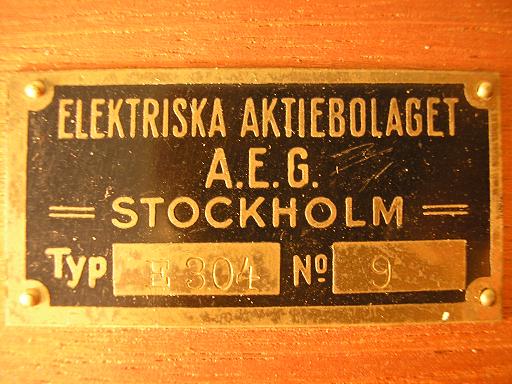 ELEKTRISKA AKTIEBOLAGET
A.E.G.
STOCKHOLM
Typ E 304 No 9